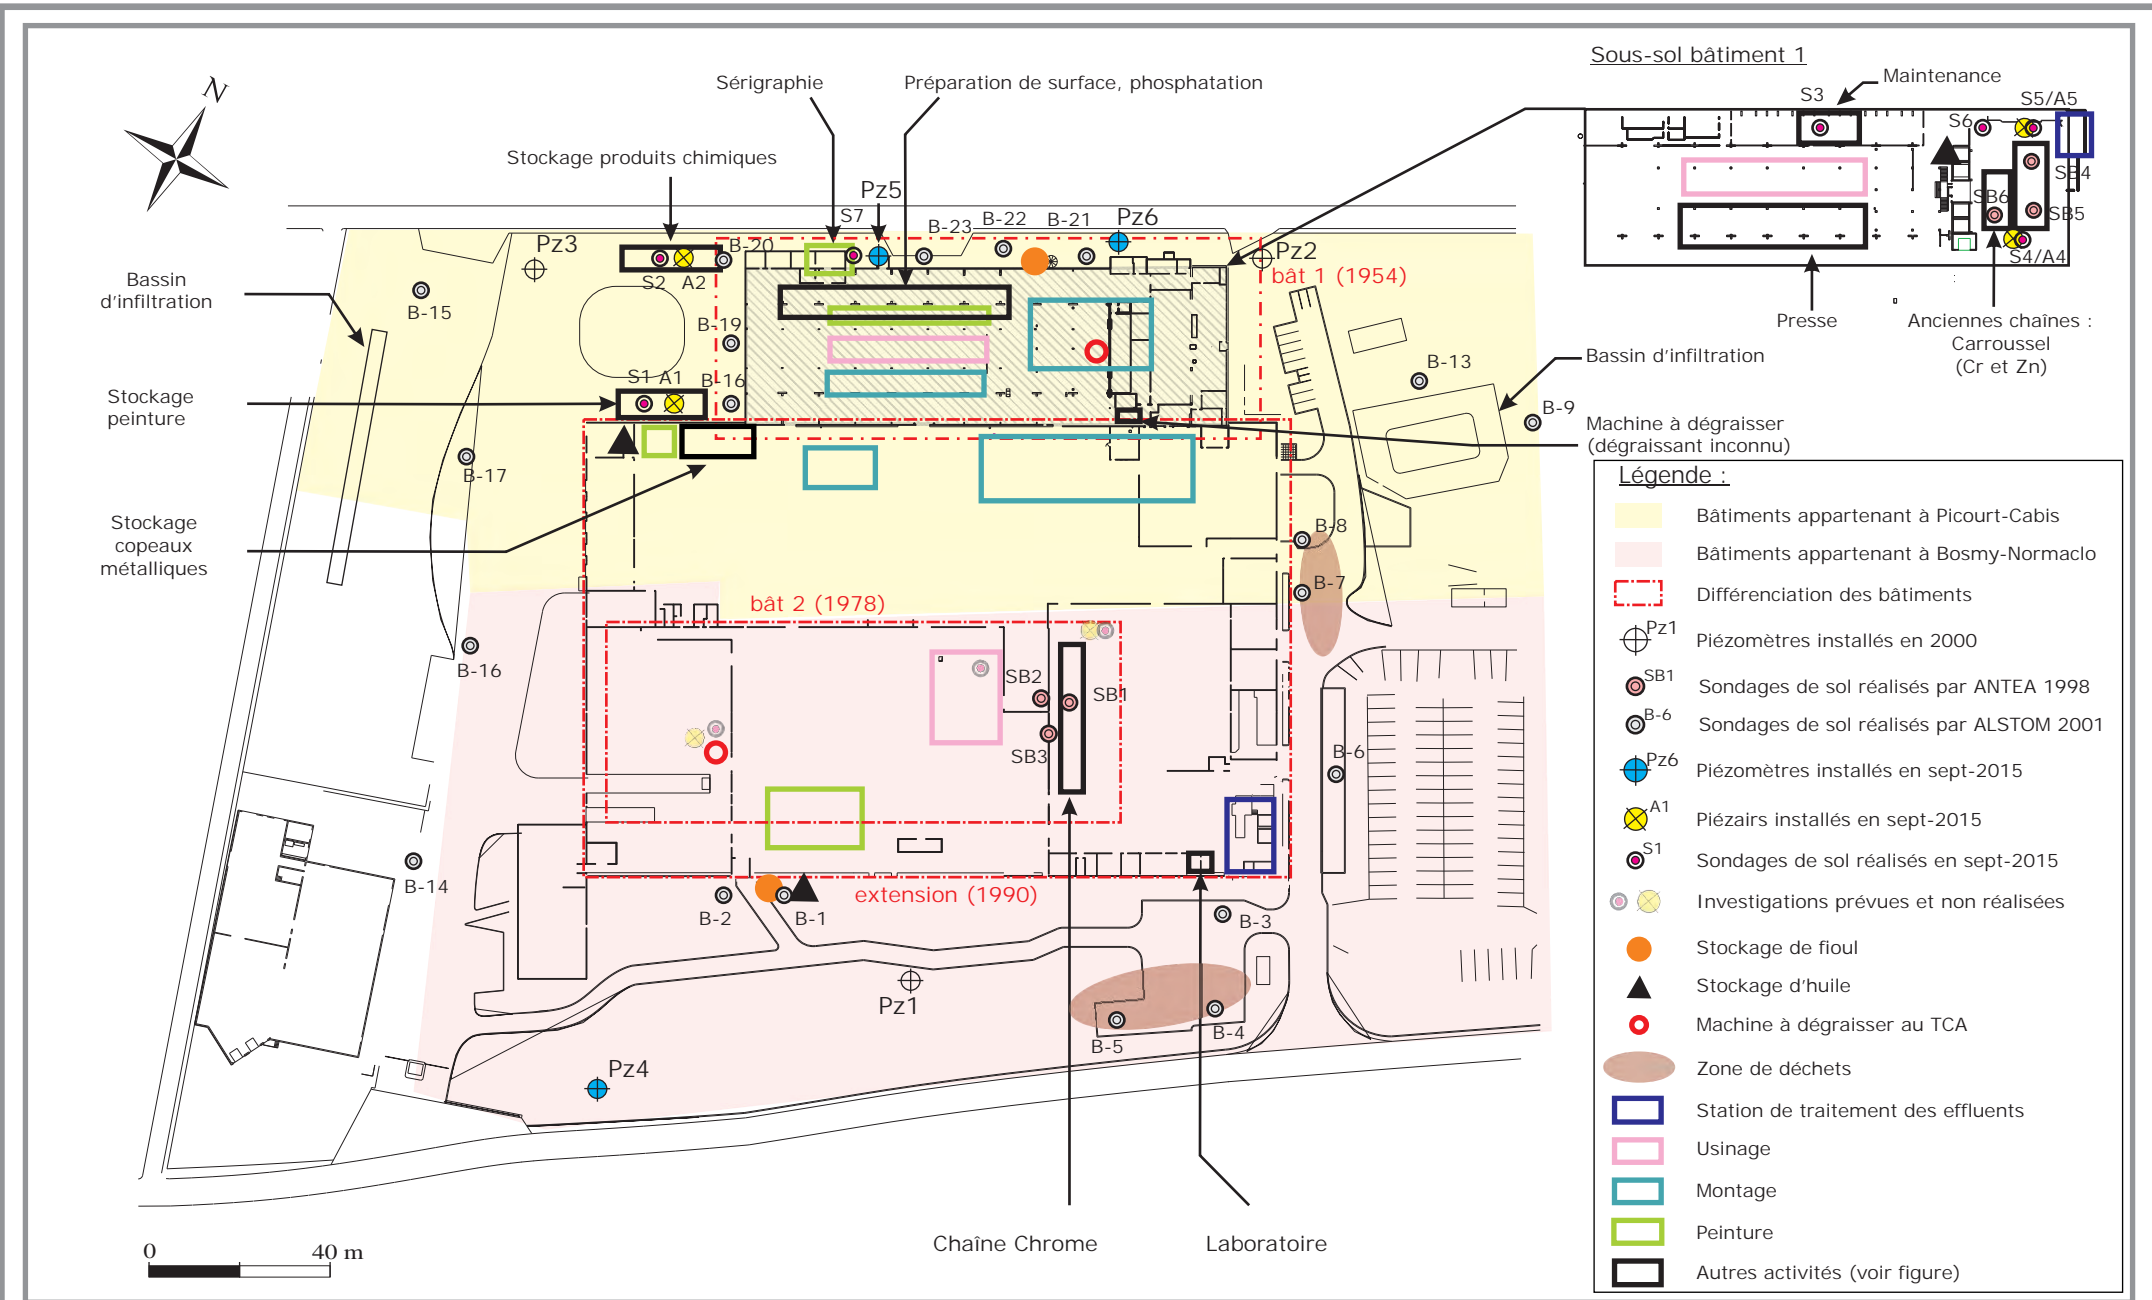 Sous-sol bâtiment 1
Maintenance
S3
S5/A5
S6
SB4
SB6
SB5
S4/A4
Presse
Anciennes chaînes :
Carroussel
(Cr et Zn)
N
Sérigraphie
Préparation de surface, phosphatation
Stockage produits chimiques
Pz5
S7
B-23
B-22
B-21
Pz6
Pz3
B-20
Pz2
bât 1 (1954)
S2
A2
Bassin
d'infiltration
B-15
B-19
Bassin d'infiltration
B-13
S1
A1
B-16
B-9
Stockage
peinture
Machine à dégraisser
(dégraissant inconnu)
B-17
Stockage
copeaux
métalliques
B-8
B-7
bât 2 (1978)
B-16
SB2
SB1
SB3
B-6
B-14
B-2
B-1
extension (1990)
B-3
Pz1
B-5
B-4
Pz4
Chaîne Chrome
Laboratoire
0
40 m
Légende :
Bâtiments appartenant à Picourt-Cabis
Bâtiments appartenant à Bosmy-Normaclo
Différenciation des bâtiments
Pz1
Piézomètres installés en 2000
SB1
Sondages de sol réalisés par ANTEA 1998
B-6
Sondages de sol réalisés par ALSTOM 2001
Pz6
Piézomètres installés en sept-2015
A1
Piézairs installés en sept-2015
S1
Sondages de sol réalisés en sept-2015
Investigations prévues et non réalisées
Stockage de fioul
Stockage d'huile
Machine à dégraisser au TCA
Zone de déchets
Station de traitement des effluents
Usinage
Montage
Peinture
Autres activités (voir figure)